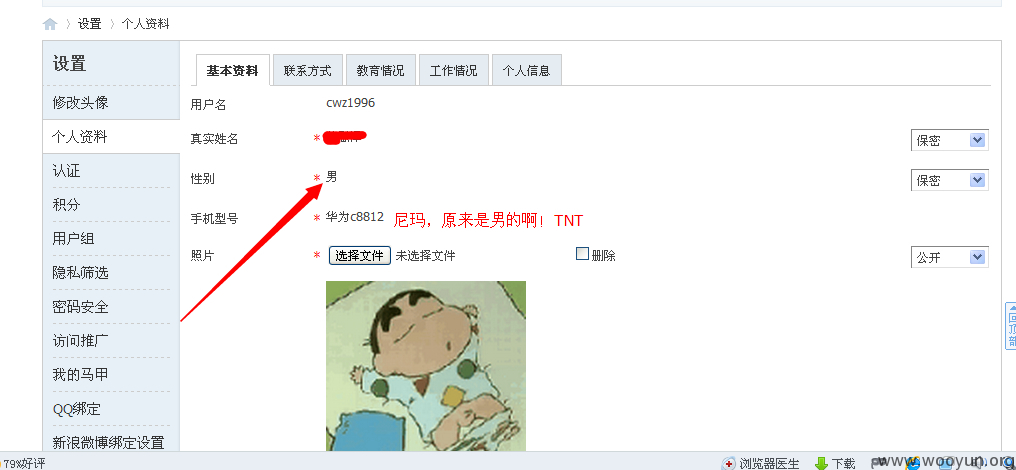 设置 个人资料
设置
修改头像
个人资料
认证
积分
用户组
隐私筛选
密码安全
访问推广
我的马甲
QQ绑定
新浪微博绑定设置
基本资料 联系方式 教育情况 工作情况 个人信息
用户名 cwz1996
真实姓名 * 保密
性别 * 男 保密
手机型号 * 华为c8812 尼玛，原来是男的啊！TNT
照片 * 选择文件 未选择文件 删除 公开
回顶部
79%好评 浏览器医生 下载
www.wooyun.org